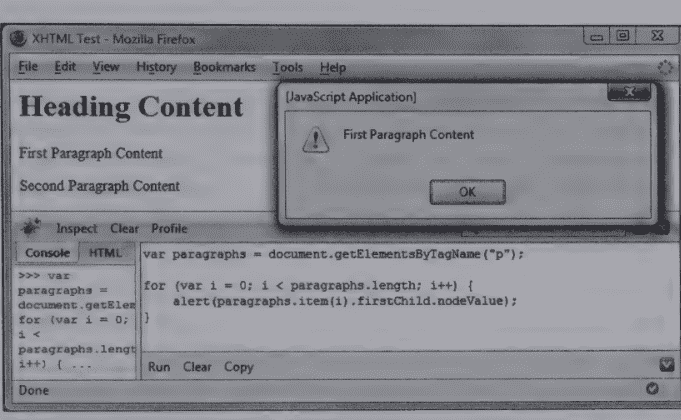 XHTML Test - Mozilla Firefox
File Edit View History Bookmarks Tools Help
Heading Content
First Paragraph Content
Second Paragraph Content
[JavaScript Application]
First Paragraph Content
OK
Inspect Clear Profile
Console HTML
>>> var
paragraphs =
document.getElem
for (var i = 0;
i <
paragraphs.lengt
i++) { ...
var paragraphs = document.getElementsByTagName("p");
for (var i = 0; i < paragraphs.length; i++) {
alert(paragraphs.item(i).firstChild.nodeValue);
}
Run Clear Copy
Done